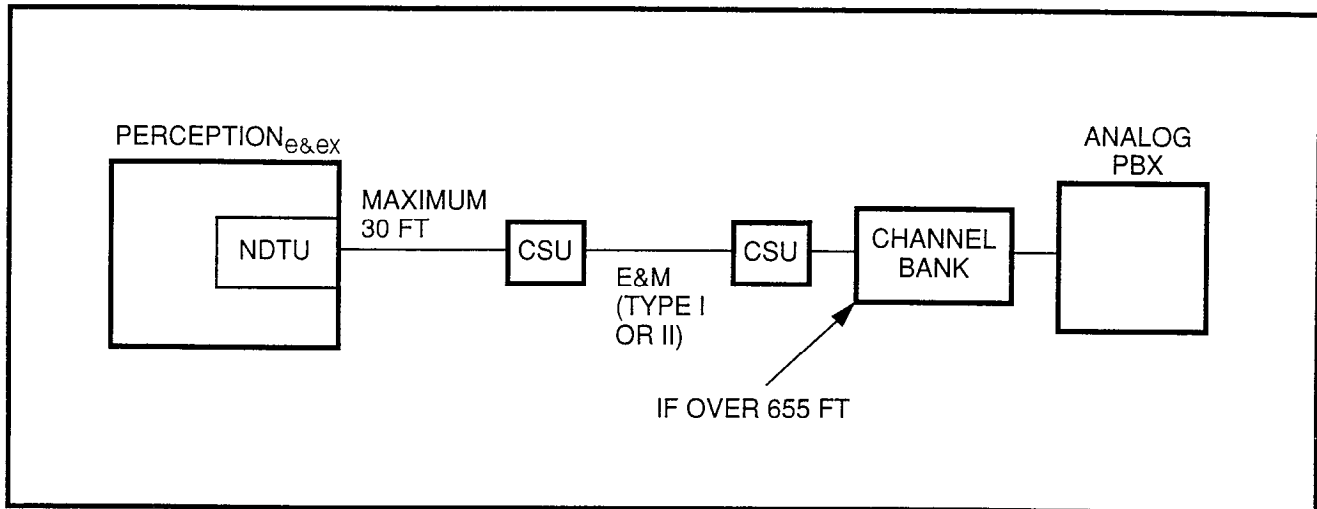 PERCEPTIONe&ex
NDTU
MAXIMUM
30 FT
CSU
E&M
(TYPE I
OR II)
CSU
CHANNEL
BANK
IF OVER 655 FT
ANALOG
PBX